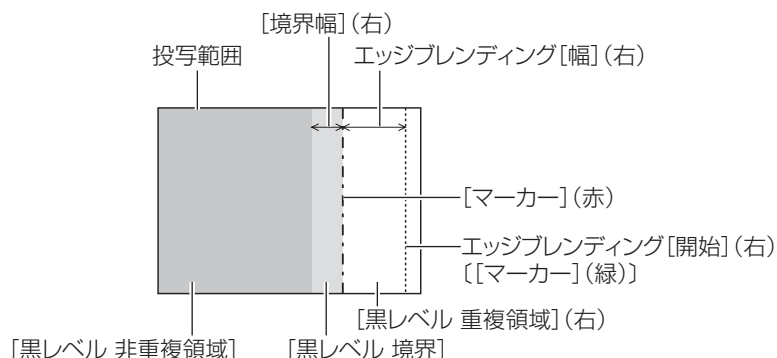 [境界幅](右)
投写範囲
エッジブレンディング[幅](右)
[マーカー](赤)
エッジブレンディング[開始](右)
〔[マーカー](緑)〕
[黒レベル 重複領域](右)
[黒レベル 非重複領域]
[黒レベル 境界]